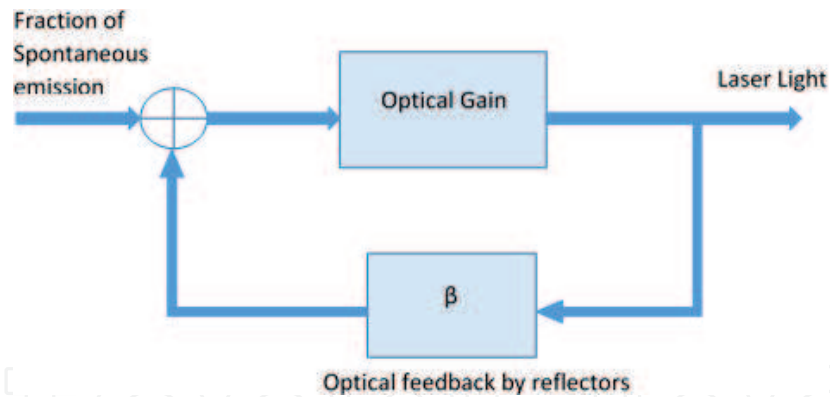 Fraction of
Spontaneous
emission
Optical Gain
Laser Light
β
Optical feedback by reflectors